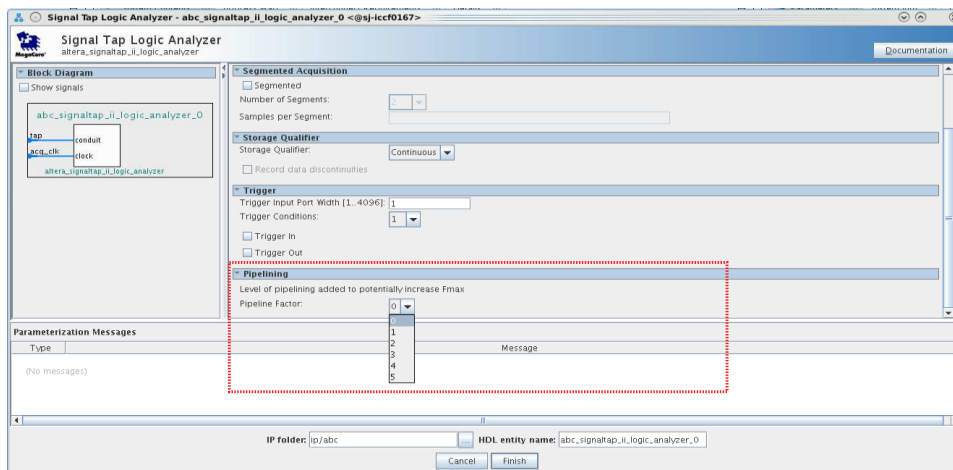 Signal Tap Logic Analyzer - abc_signaltap_ii_logic_analyzer_0 <@sj-iccf0167>
Signal Tap Logic Analyzer
altera_signaltap_ii_logic_analyzer
MegaCore'
Documentation
Block Diagram
Show signals
abc_signaltap_ii_logic_analyzer_0
tap
conduit
acq_clk
clock
altera_signaltap_ii_logic_analyzer
Segmented Acquisition
Segmented
Number of Segments: 2
Samples per Segment:
Storage Qualifier
Storage Qualifier: Continuous
Record data discontinuities
Trigger
Trigger Input Port Width [1..4096]: 1
Trigger Conditions: 1
Trigger In
Trigger Out
Pipelining
Level of pipelining added to potentially increase Fmax
Pipeline Factor: 0
0
1
2
3
4
5
Parameterization Messages
Type Message
(No messages)
IP folder: ip/abc ... HDL entity name: abc_signaltap_ii_logic_analyzer_0
Cancel Finish